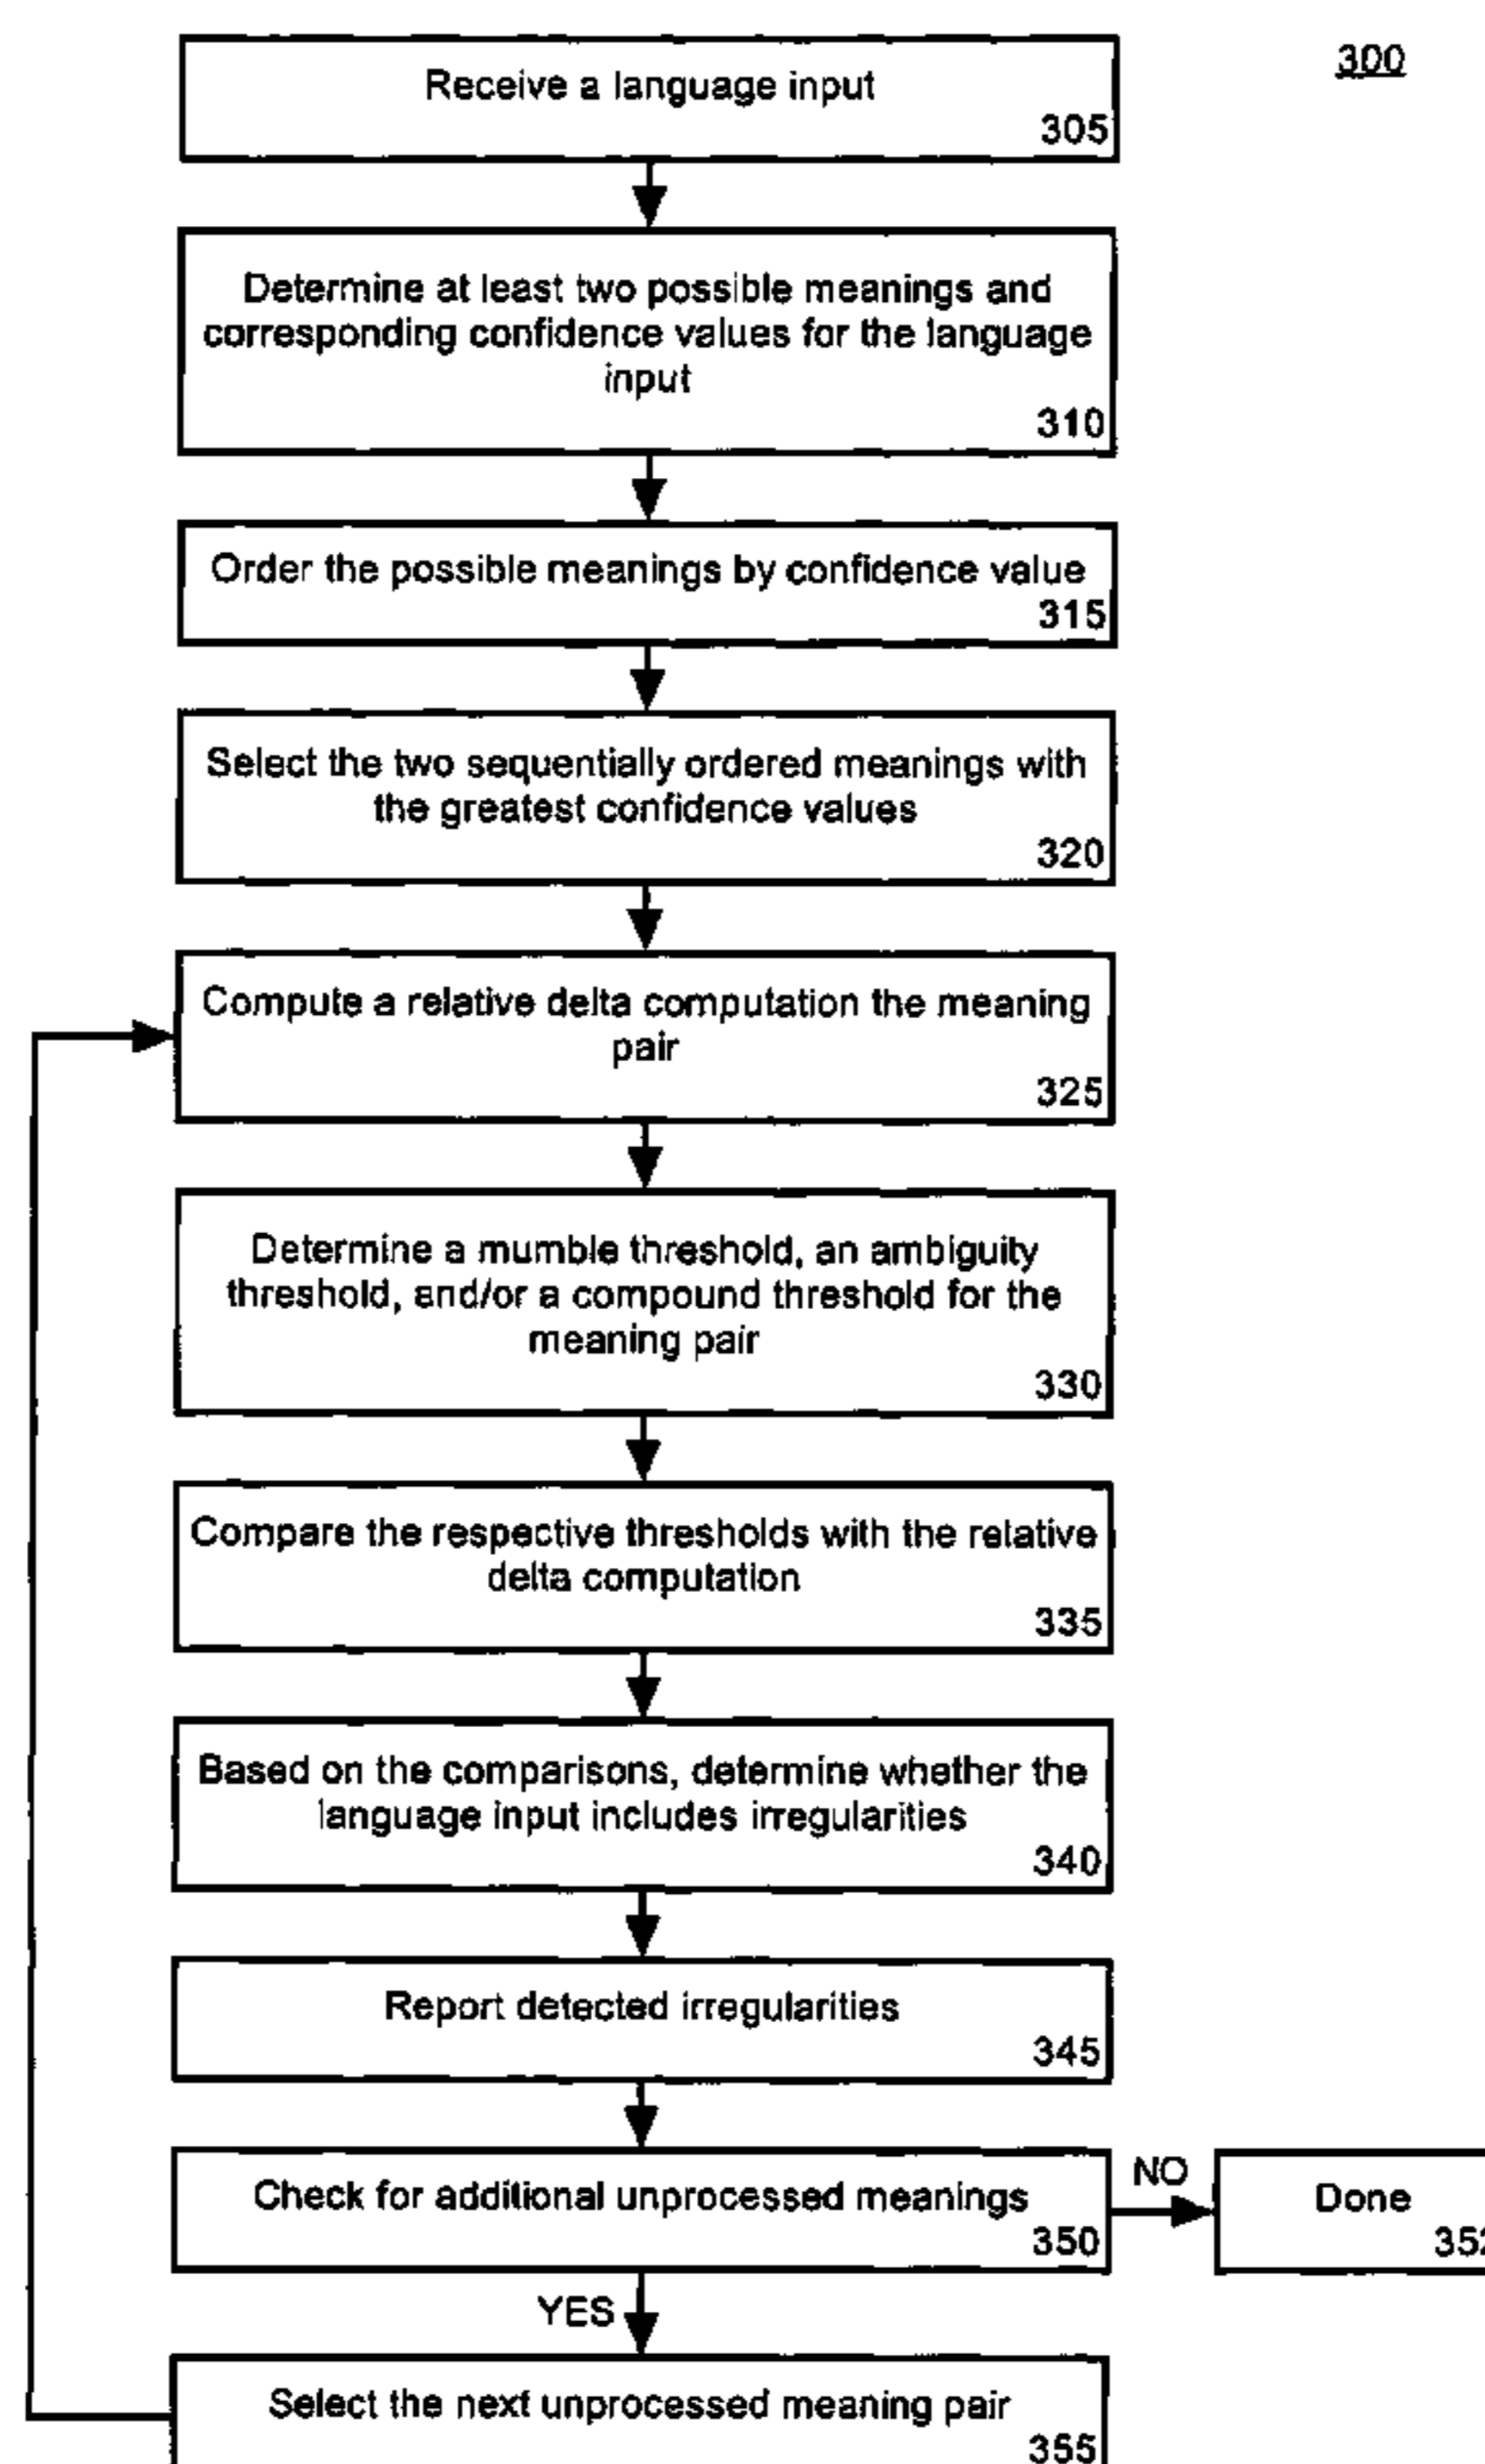 300
Receive a language input
305
Determine at least two possible meanings and
corresponding confidence values for the language
input
310
Order the possible meanings by confidence value
315
Select the two sequentially ordered meanings with
the greatest confidence values
320
Compute a relative delta computation the meaning
pair
325
Determine a mumble threshold, an ambiguity
threshold, and/or a compound threshold for the
meaning pair
330
Compare the respective thresholds with the relative
delta computation
335
Based on the comparisons, determine whether the
language input includes irregularities
340
Report detected irregularities
345
Check for additional unprocessed meanings
350
NO
Done
352
YES
Select the next unprocessed meaning pair
355